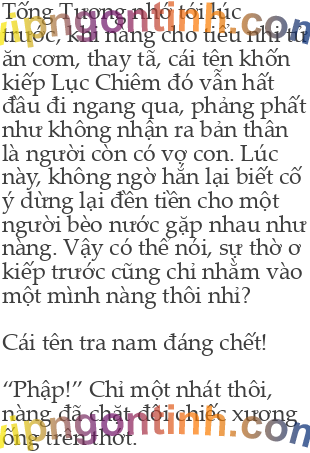 Tống Tương nhớ tới lúc
trước, khi nàng cho tiểu nhi tử
ăn cơm, thay tã, cái tên khốn
kiếp Lục Chiêm đó vẫn hất
đầu đi ngang qua, phảng phất
như không nhận ra bản thân
là người còn có vợ con. Lúc
này, không ngờ hắn lại biết cố
ý dừng lại đền tiền cho một
người bèo nước gặp nhau như
nàng. Vậy có thể nói, sự thờ ơ
kiếp trước cũng chỉ nhằm vào
một mình nàng thôi nhỉ?
Cái tên tra nam đáng chết!
“Phập!” Chỉ một nhát thôi,
nàng đã chặt đôi chiếc xương
ống trên thớt.